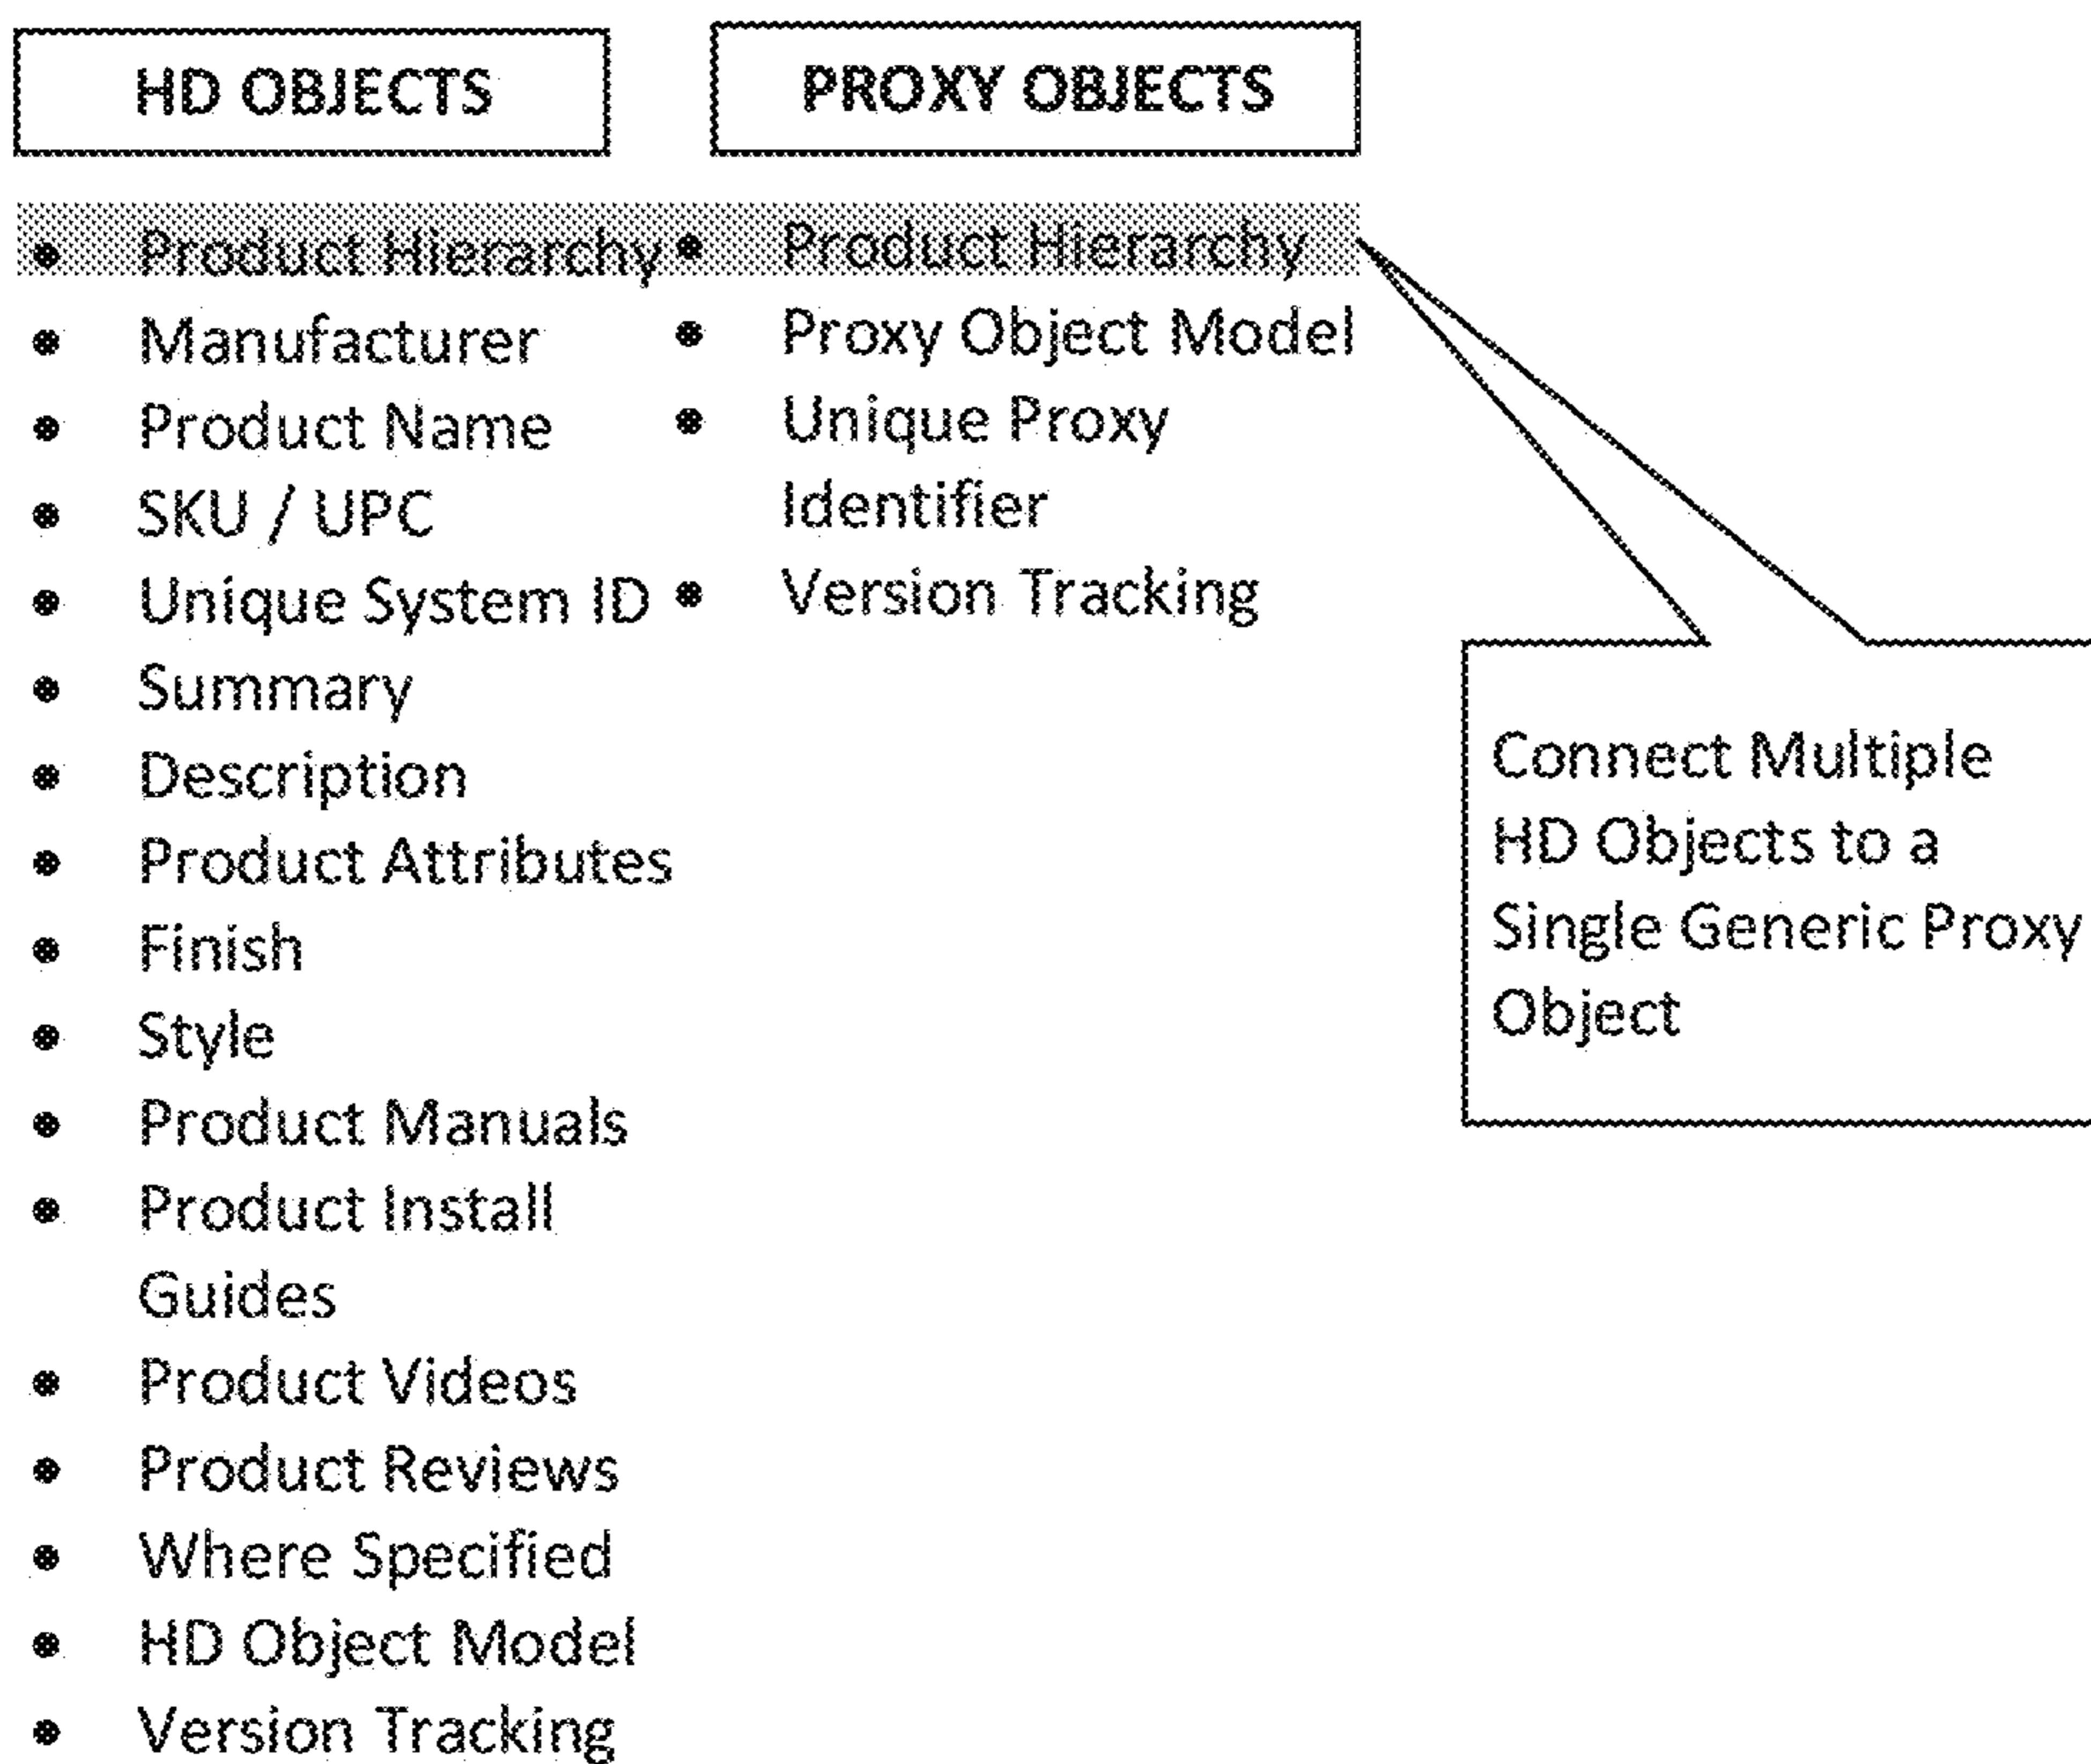 HD OBJECTS
• Product Hierarchy
• Manufacturer
• Product Name
• SKU / UPC
• Unique System ID
• Summary
• Description
• Product Attributes
• Finish
• Style
• Product Manuals
• Product Install
Guides
• Product Videos
• Product Reviews
• Where Specified
• HD Object Model
• Version Tracking
PROXY OBJECTS
• Product Hierarchy
• Proxy Object Model
• Unique Proxy
Identifier
• Version Tracking
Connect Multiple
HD Objects to a
Single Generic Proxy
Object